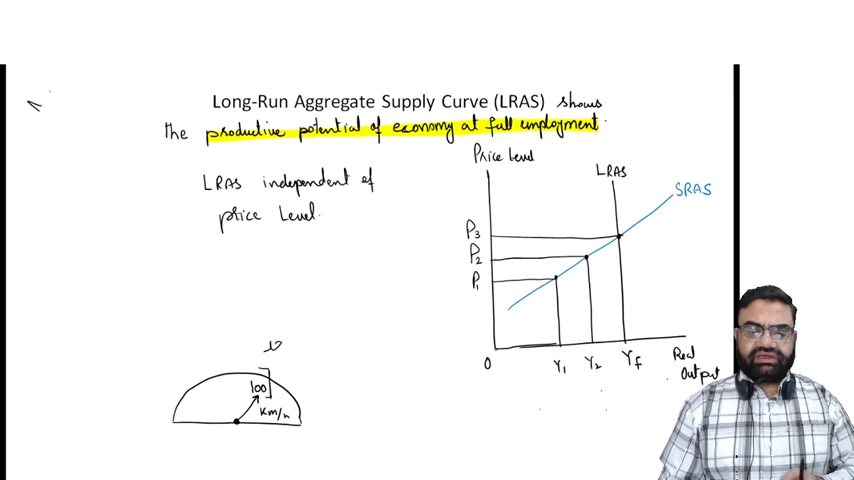 Long-Run Aggregate Supply Curve (LRAS) shows
the productive potential of economy at full employment.
LRAS independent of
price Level.
Price Level
LRAS
SRAS
P3
P2
P1
0
Y1
Y2
Yf
Real
Output
100
Km/h